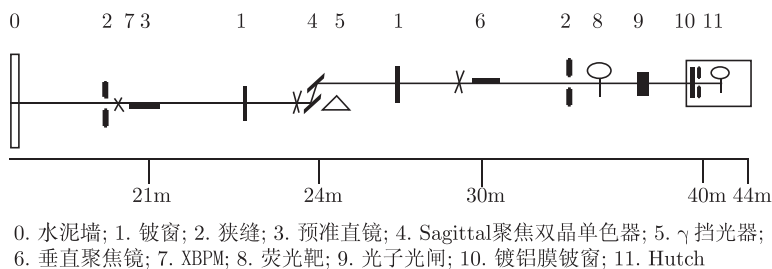 0 2 7 3 1 4 5 1 6 2 8 9 10 11
21m 24m 30m 40m 44m
0. 水泥墙; 1. 铍窗; 2. 狭缝; 3. 预准直镜; 4. Sagittal聚焦双晶单色器; 5. γ挡光器;
6. 垂直聚焦镜; 7. XBPM; 8. 荧光靶; 9. 光子光闸; 10. 镀铝膜铍窗; 11. Hutch